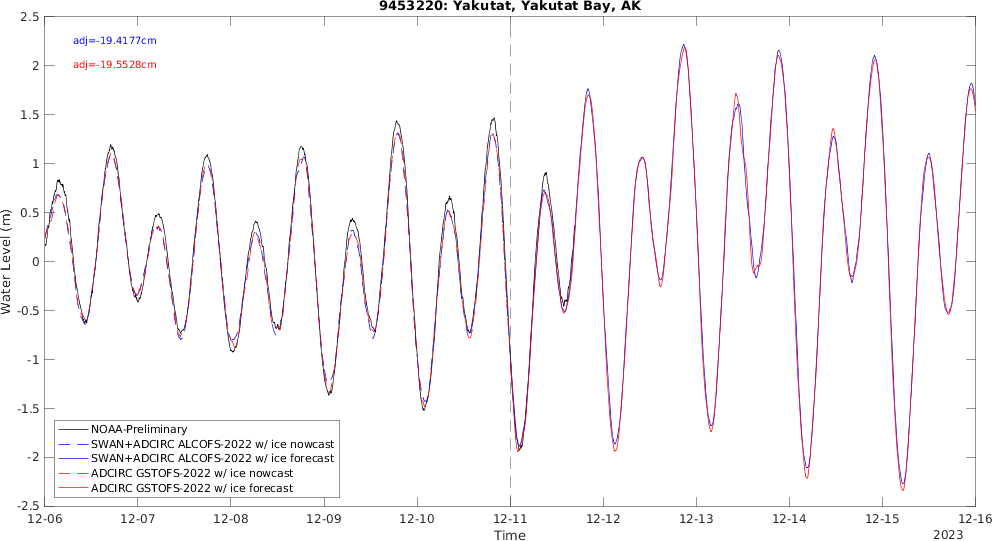 9453220: Yakutat, Yakutat Bay, AK
2.5
2
1.5
1
0.5
0
-0.5
-1
-1.5
-2
-2.5
Water Level (m)
adj=-19.4177cm
adj=-19.5528cm
NOAA-Preliminary
SWAN+ADCIRC ALCOFS-2022 w/ ice nowcast
SWAN+ADCIRC ALCOFS-2022 w/ ice forecast
ADCIRC GSTOFS-2022 w/ ice nowcast
ADCIRC GSTOFS-2022 w/ ice forecast
12-06 12-07 12-08 12-09 12-10 12-11 12-12 12-13 12-14 12-15 12-16
Time
2023